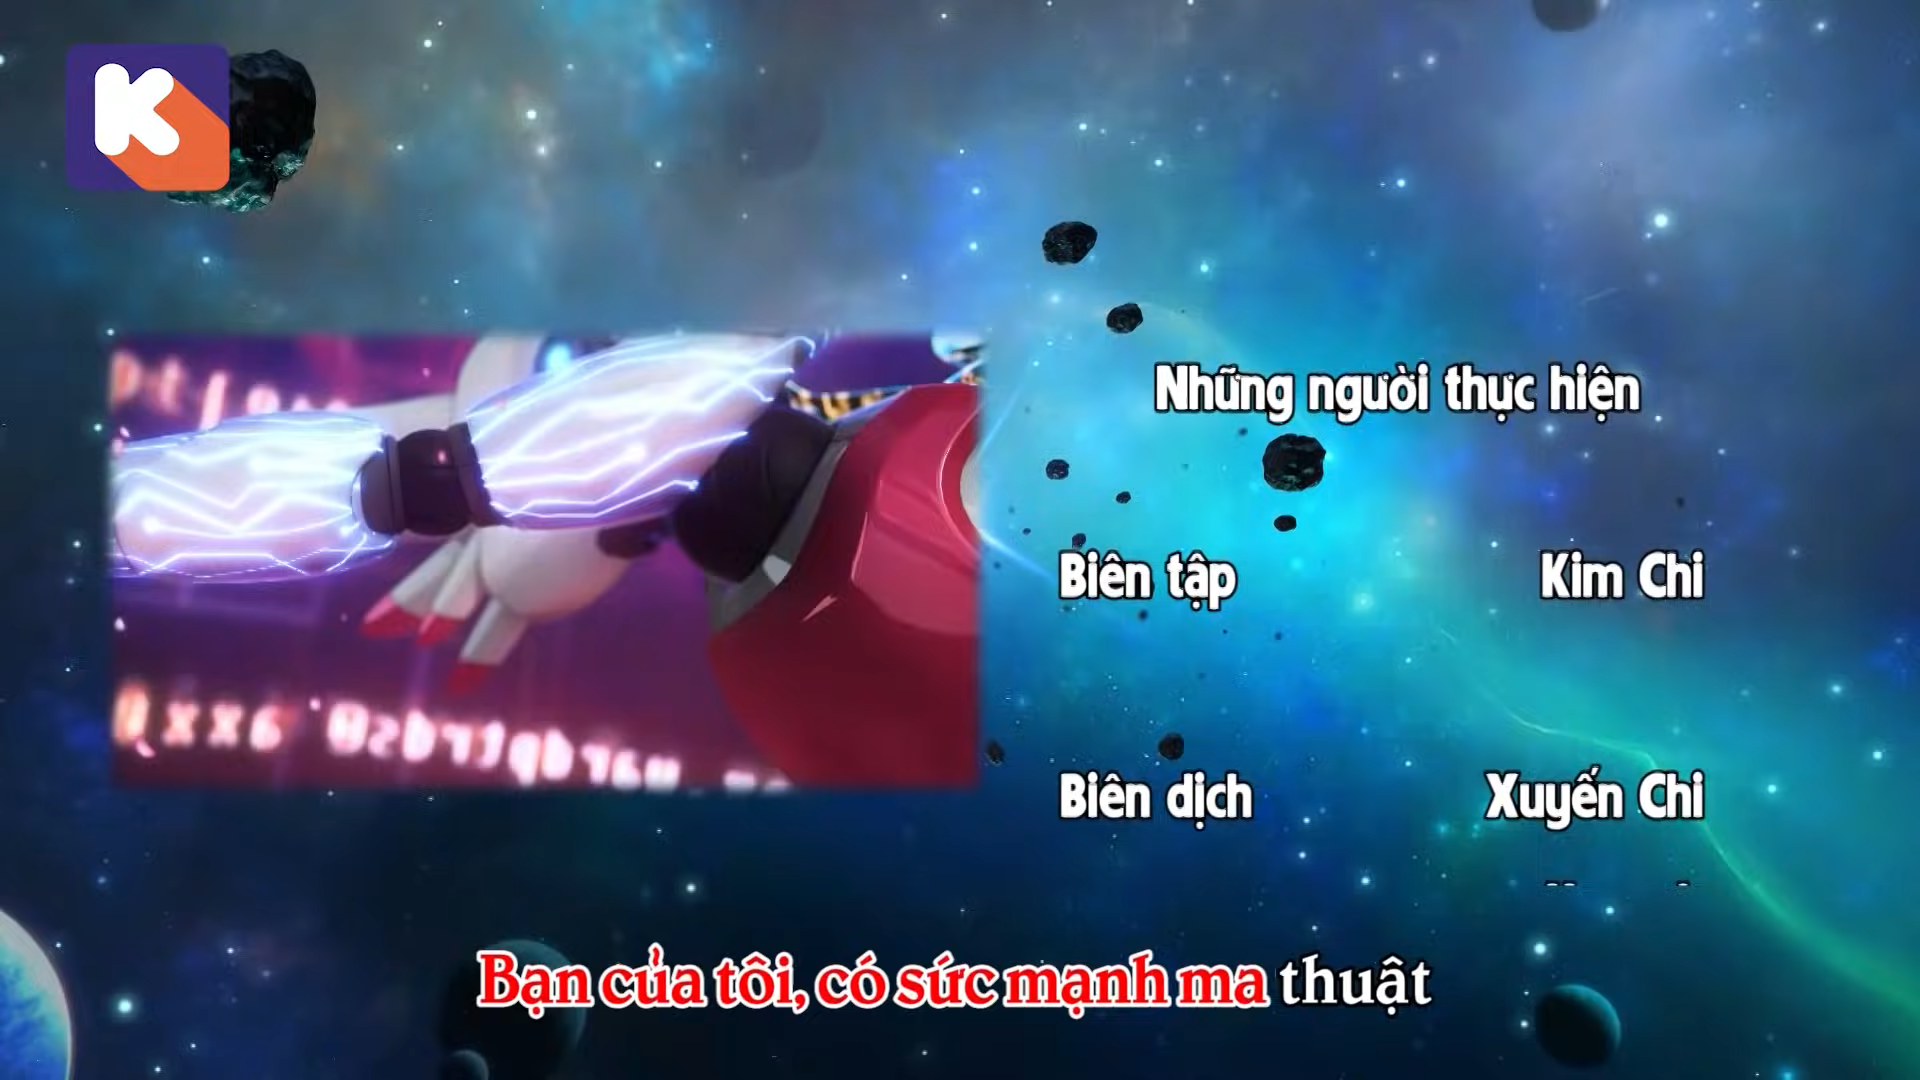 K
Những người thực hiện
Biên tập Kim Chi
Biên dịch Xuyến Chi
Bạn của tôi, có sức mạnh ma thuật